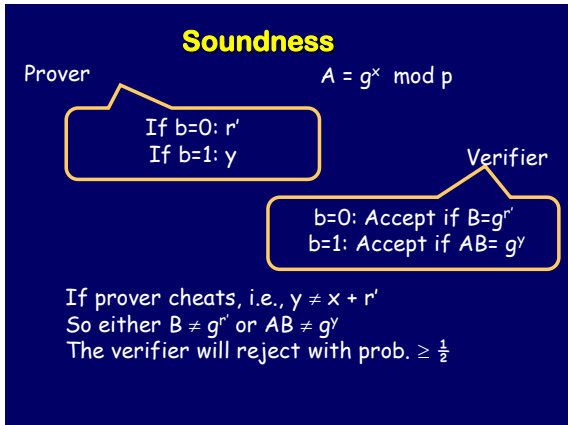 Soundness
Prover
A = gˣ mod p
If b=0: r’
If b=1: y
Verifier
b=0: Accept if B=g^r’
b=1: Accept if AB= g^y
If prover cheats, i.e., y ≠ x + r’
So either B ≠ g^r’ or AB ≠ g^y
The verifier will reject with prob. ≥ ½